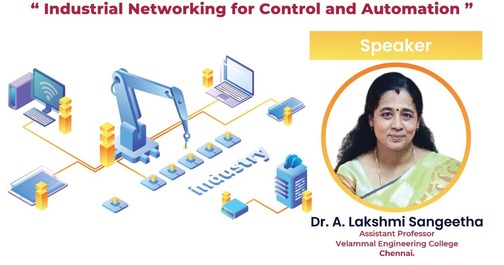 “ Industrial Networking for Control and Automation ”
Speaker
industry
Dr. A. Lakshmi Sangeetha
Assistant Professor
Velammal Engineering College
Chennai.